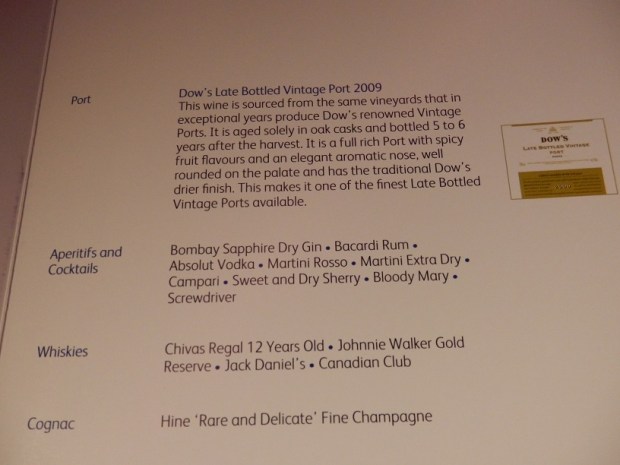 Port
Dow's Late Bottled Vintage Port 2009
This wine is sourced from the same vineyards that in
exceptional years produce Dow's renowned Vintage
Ports. It is aged solely in oak casks and bottled 5 to 6
years after the harvest. It is a full rich Port with spicy
fruit flavours and an elegant aromatic nose, well
rounded on the palate and has the traditional Dow's
drier finish. This makes it one of the finest Late Bottled
Vintage Ports available.
DOW'S
LATE BOTTLED VINTAGE
PORT
Aperitifs and
Cocktails
Bombay Sapphire Dry Gin • Bacardi Rum •
Absolut Vodka • Martini Rosso • Martini Extra Dry •
Campari • Sweet and Dry Sherry • Bloody Mary •
Screwdriver
Whiskies
Chivas Regal 12 Years Old • Johnnie Walker Gold
Reserve • Jack Daniel's • Canadian Club
Cognac
Hine 'Rare and Delicate' Fine Champagne